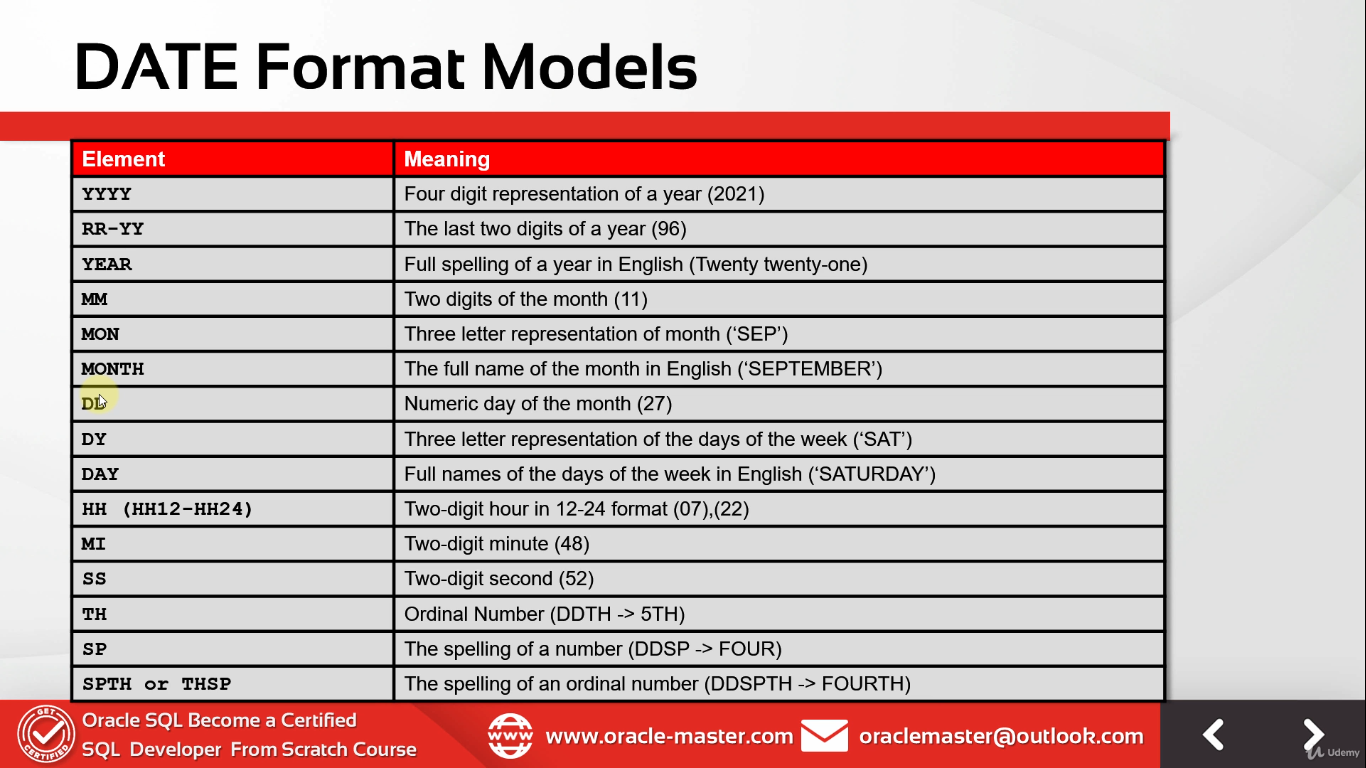 DATE Format Models
Element Meaning
YYYY Four digit representation of a year (2021)
RR-YY The last two digits of a year (96)
YEAR Full spelling of a year in English (Twenty twenty-one)
MM Two digits of the month (11)
MON Three letter representation of month (‘SEP’)
MONTH The full name of the month in English (‘SEPTEMBER’)
DD Numeric day of the month (27)
DY Three letter representation of the days of the week (‘SAT’)
DAY Full names of the days of the week in English (‘SATURDAY’)
HH (HH12-HH24) Two-digit hour in 12-24 format (07),(22)
MI Two-digit minute (48)
SS Two-digit second (52)
TH Ordinal Number (DDTH -> 5TH)
SP The spelling of a number (DDSP -> FOUR)
SPTH or THSP The spelling of an ordinal number (DDSPTH -> FOURTH)
GET CERTIFIED
Oracle SQL Become a Certified
SQL Developer From Scratch Course
WWW www.oracle-master.com
oraclemaster@outlook.com
Udemy